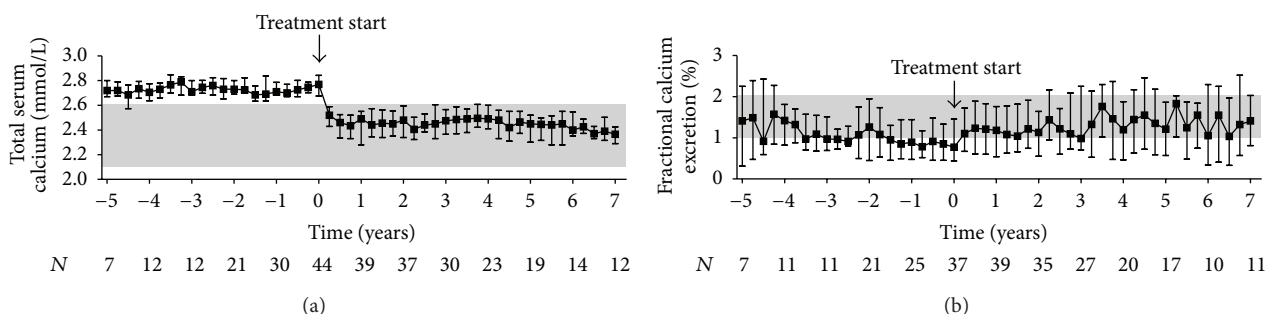 Treatment start
Total serum
calcium (mmol/L)
3.0
2.8
2.6
2.4
2.2
2.0
−5 −4 −3 −2 −1 0 1 2 3 4 5 6 7
Time (years)
N 7 12 12 21 30 44 39 37 30 23 19 14 12
(a)
Treatment start
Fractional calcium
excretion (%)
3
2
1
0
−5 −4 −3 −2 −1 0 1 2 3 4 5 6 7
Time (years)
N 7 11 11 21 25 37 39 35 27 20 17 10 11
(b)